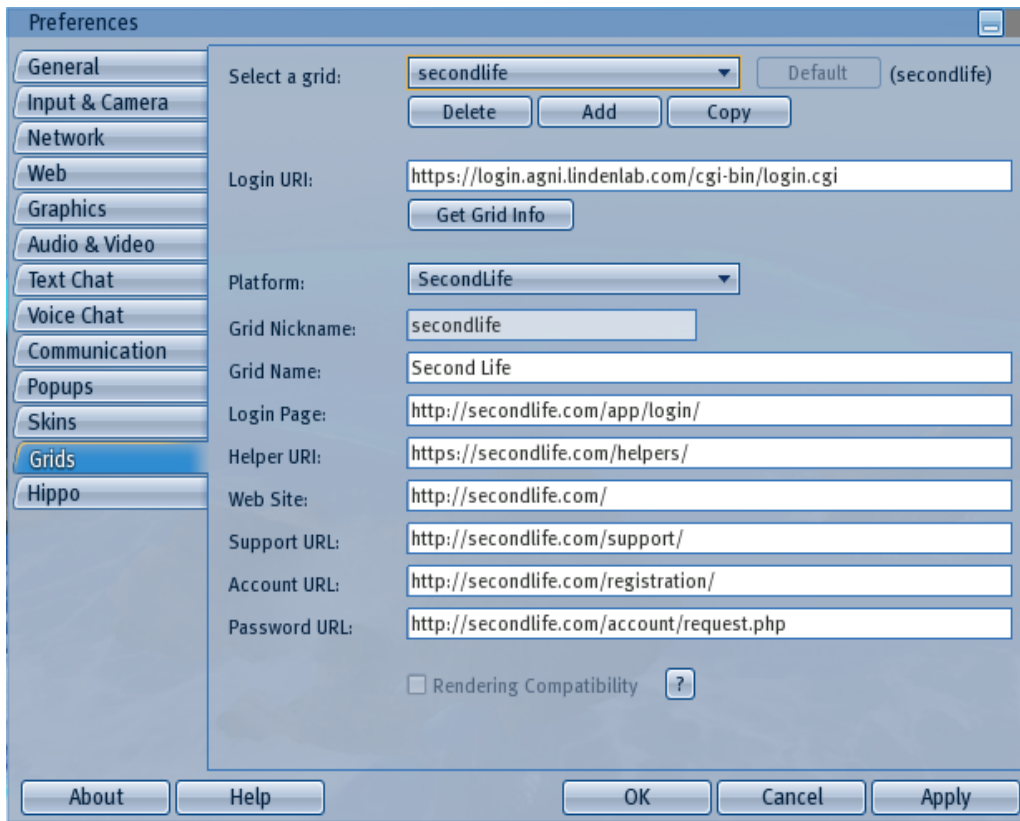 Preferences
General
Input & Camera
Network
Web
Graphics
Audio & Video
Text Chat
Voice Chat
Communication
Popups
Skins
Grids
Hippo
Select a grid: secondlife Default (secondlife)
Delete Add Copy
Login URI: https://login.agni.lindenlab.com/cgi-bin/login.cgi
Get Grid Info
Platform: SecondLife
Grid Nickname: secondlife
Grid Name: Second Life
Login Page: http://secondlife.com/app/login/
Helper URI: https://secondlife.com/helpers/
Web Site: http://secondlife.com/
Support URL: http://secondlife.com/support/
Account URL: http://secondlife.com/registration/
Password URL: http://secondlife.com/account/request.php
Rendering Compatibility ?
About Help OK Cancel Apply